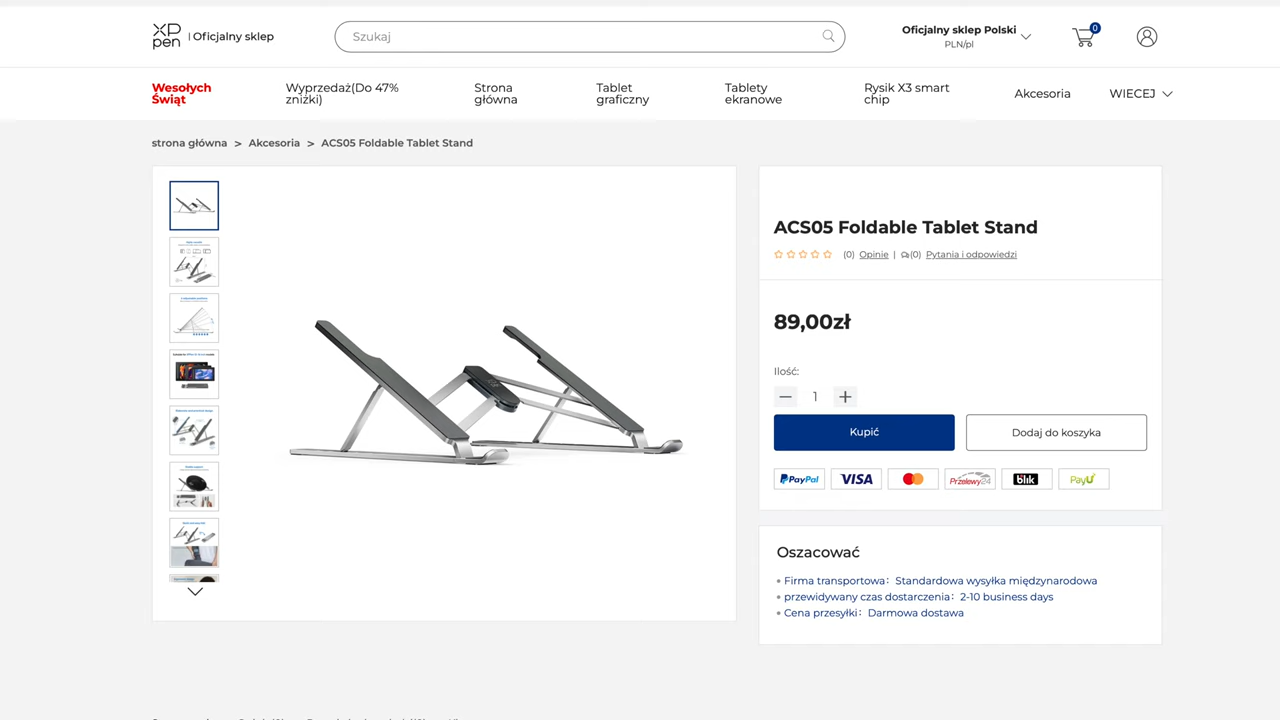 XP
pen
| Oficjalny sklep
Szukaj
Oficjalny sklep Polski
PLN/pl
0
Wesołych
Świąt
Wyprzedaż(Do 47%
zniżki)
Strona
główna
Tablet
graficzny
Tablety
ekranowe
Rysik X3 smart
chip
Akcesoria
WIECEJ
strona główna > Akcesoria > ACS05 Foldable Tablet Stand
ACS05 Foldable Tablet Stand
(0) Opinie | (0) Pytania i odpowiedzi
89,00zł
Ilość:
1
Kupić
Dodaj do koszyka
PayPal
VISA
Przelewy24
blik
PayU
Oszacować
Firma transportowa: Standardowa wysyłka międzynarodowa
przewidywany czas dostarczenia: 2-10 business days
Cena przesyłki: Darmowa dostawa